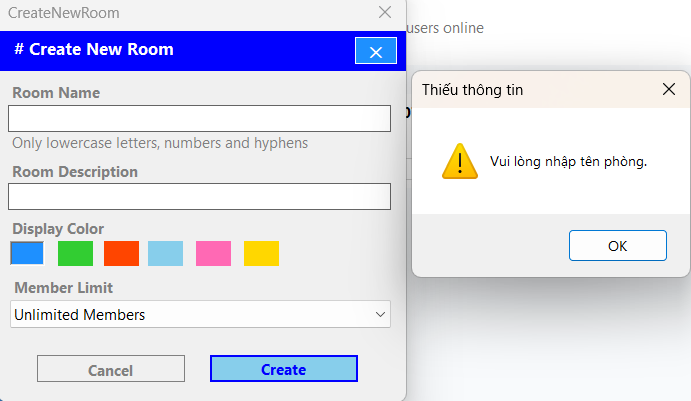 CreateNewRoom
# Create New Room
Room Name
Only lowercase letters, numbers and hyphens
Room Description
Display Color
Member Limit
Unlimited Members
Cancel
Create
users online
Thiếu thông tin
Vui lòng nhập tên phòng.
OK